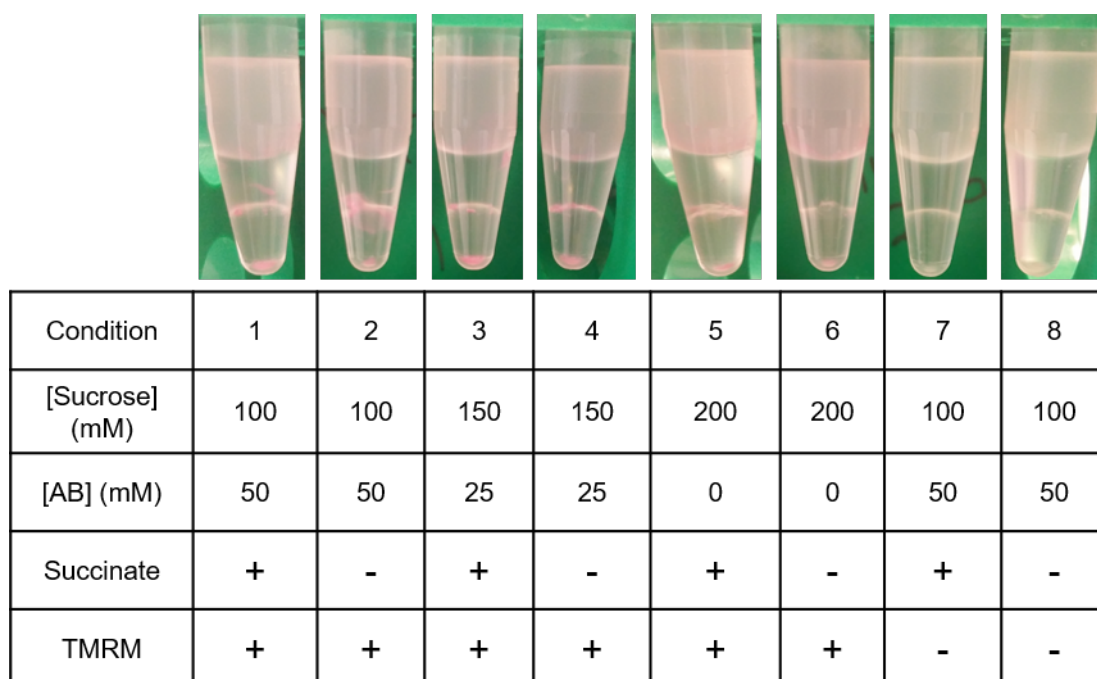 Condition 1 2 3 4 5 6 7 8
[Sucrose]
(mM) 100 100 150 150 200 200 100 100
[AB] (mM) 50 50 25 25 0 0 50 50
Succinate + - + - + - + -
TMRM + + + + + + - -